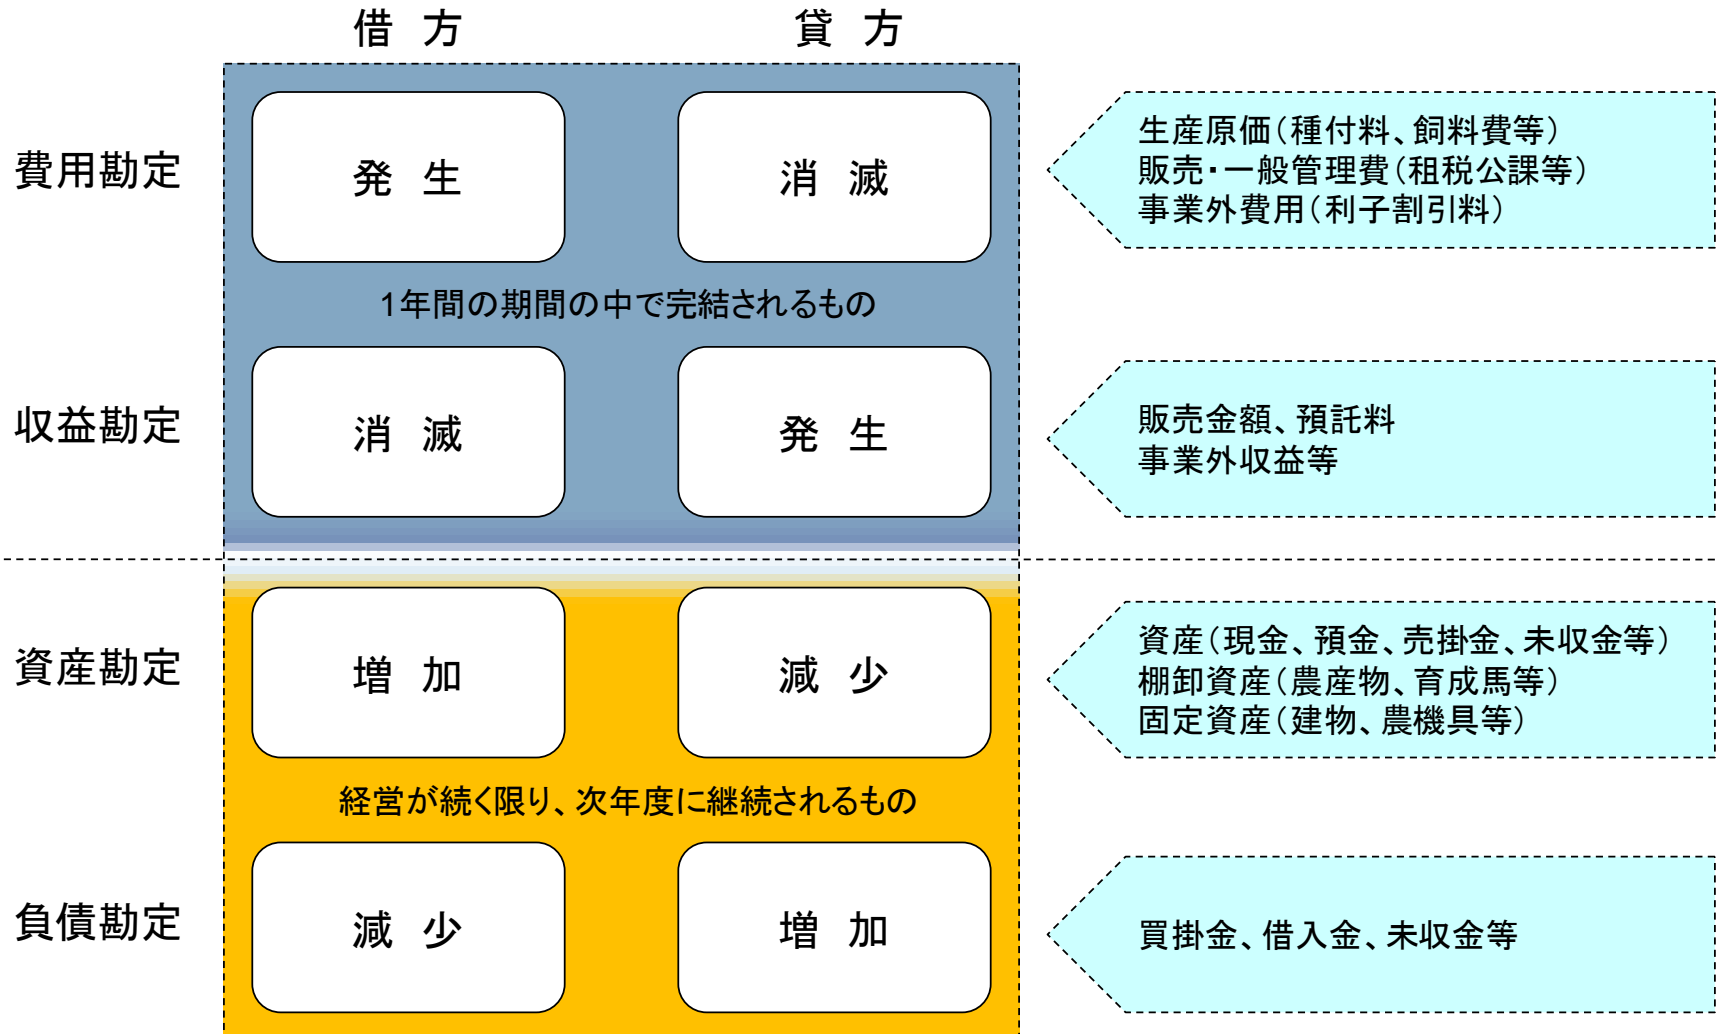 借 方 貸 方
費用勘定
発 生
消 滅
生産原価(種付料、飼料費等)
販売・一般管理費(租税公課等)
事業外費用(利子割引料)
1年間の期間の中で完結されるもの
収益勘定
消 滅
発 生
販売金額、預託料
事業外収益等
資産勘定
増 加
減 少
資産(現金、預金、売掛金、未収金等)
棚卸資産(農産物、育成馬等)
固定資産(建物、農機具等)
経営が続く限り、次年度に継続されるもの
負債勘定
減 少
増 加
買掛金、借入金、未収金等